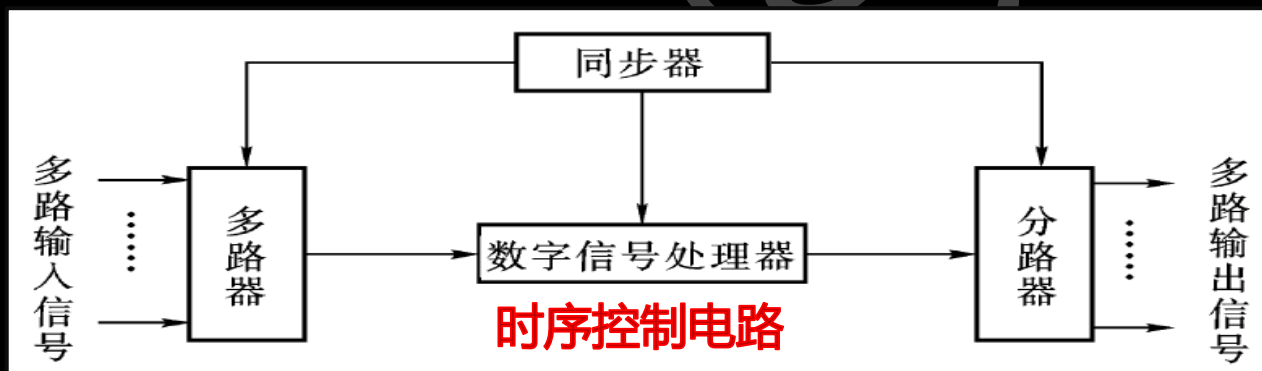 同步器
多路输入信号
多路器
数字信号处理器
分路器
多路输出信号
时序控制电路